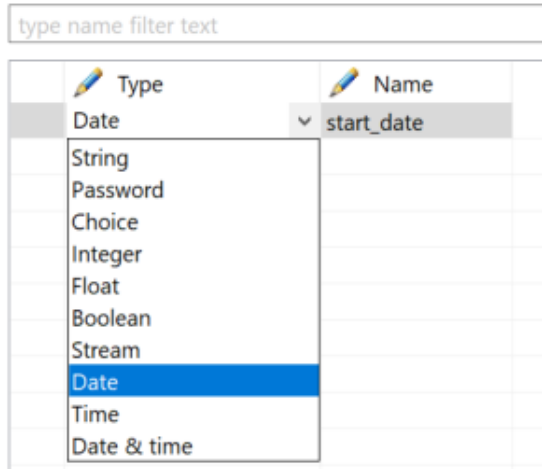 type name filter text
Type Name
Date start_date
String
Password
Choice
Integer
Float
Boolean
Stream
Date
Time
Date & time